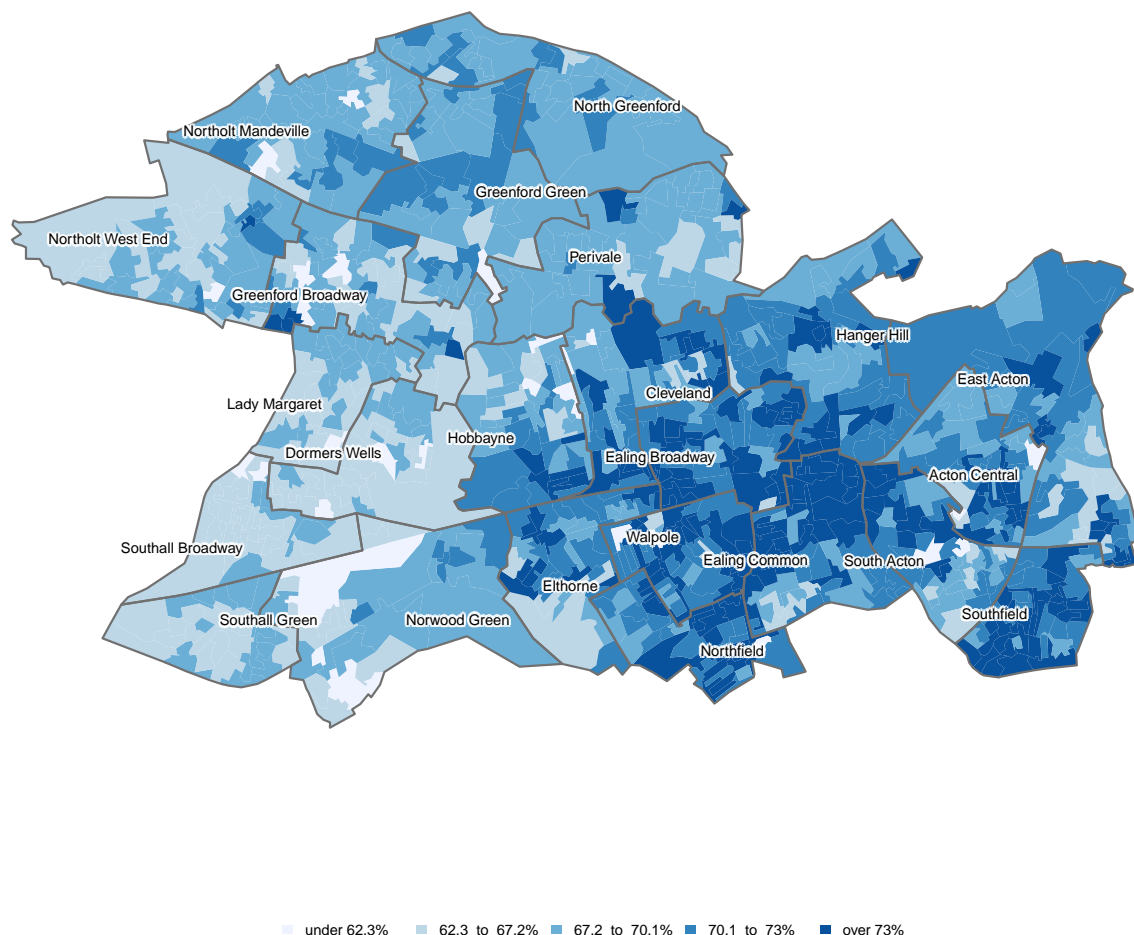 North Greenford
Northolt Mandeville
Greenford Green
Northolt West End
Perivale
Greenford Broadway
Hanger Hill
East Acton
Cleveland
Lady Margaret
Hobbayne
Dormers Wells
Ealing Broadway
Acton Central
Walpole
Southall Broadway
Ealing Common
South Acton
Elthorne
Southfield
Southall Green
Norwood Green
Northfield
under 62.3% 62.3 to 67.2% 67.2 to 70.1% 70.1 to 73% over 73%